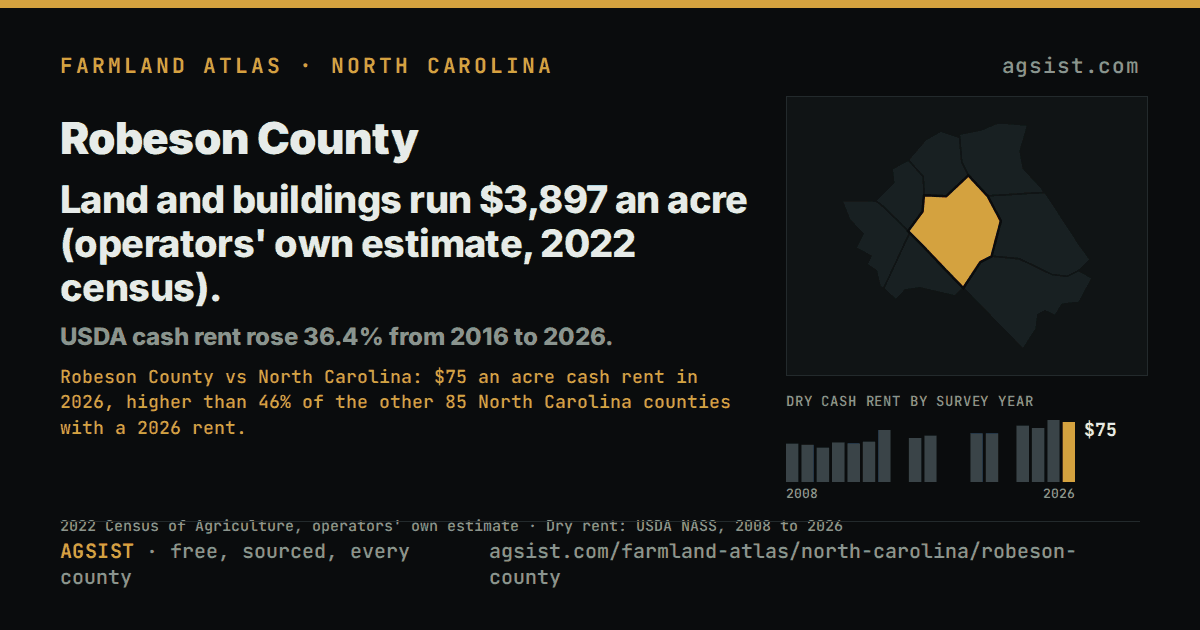 FARMLAND ATLAS · NORTH CAROLINA
agsist.com
Robeson County
Land and buildings run $3,897 an acre
(operators' own estimate, 2022
census).
USDA cash rent rose 36.4% from 2016 to 2026.
Robeson County vs North Carolina: $75 an acre cash rent in
2026, higher than 46% of the other 85 North Carolina counties
with a 2026 rent.
DRY CASH RENT BY SURVEY YEAR
$75
2008
2026
2022 Census of Agriculture, operators' own estimate · Dry rent: USDA NASS, 2008 to 2026
AGSIST · free, sourced, every
county
agsist.com/farmland-atlas/north-carolina/robeson-
county